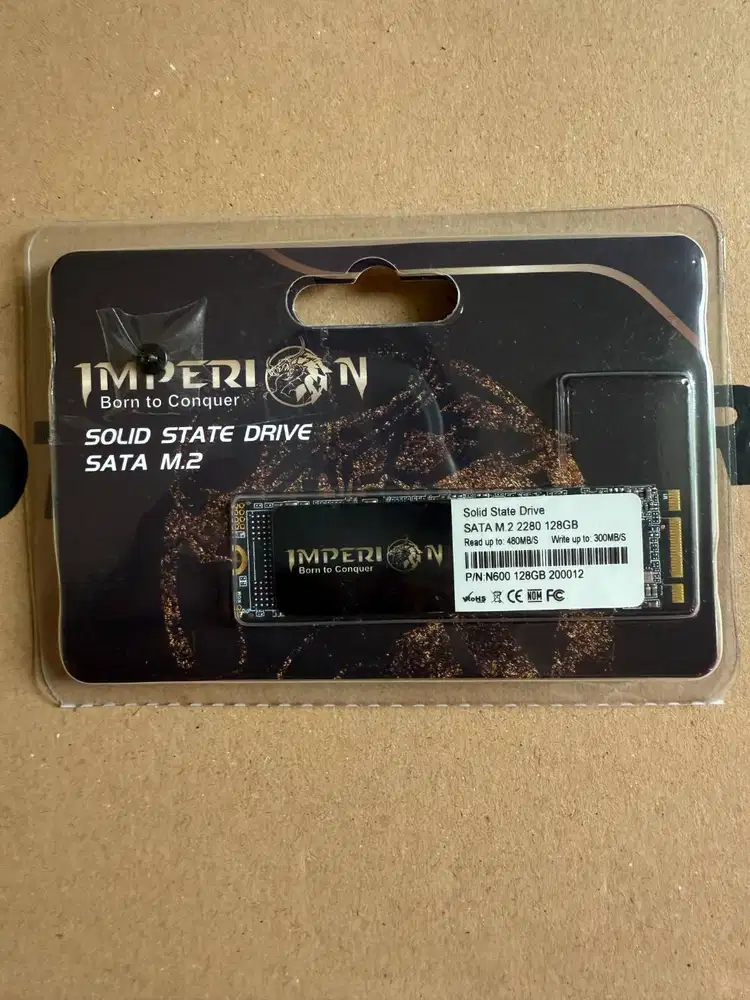 IMPERION
Born to Conquer
SOLID STATE DRIVE
SATA M.2
IMPERION
Born to Conquer
Solid State Drive
SATA M.2 2280 128GB
Read up to: 480MB/S Write up to: 300MB/S
P/N:N600 128GB 200012
RoHS CE NOM FC